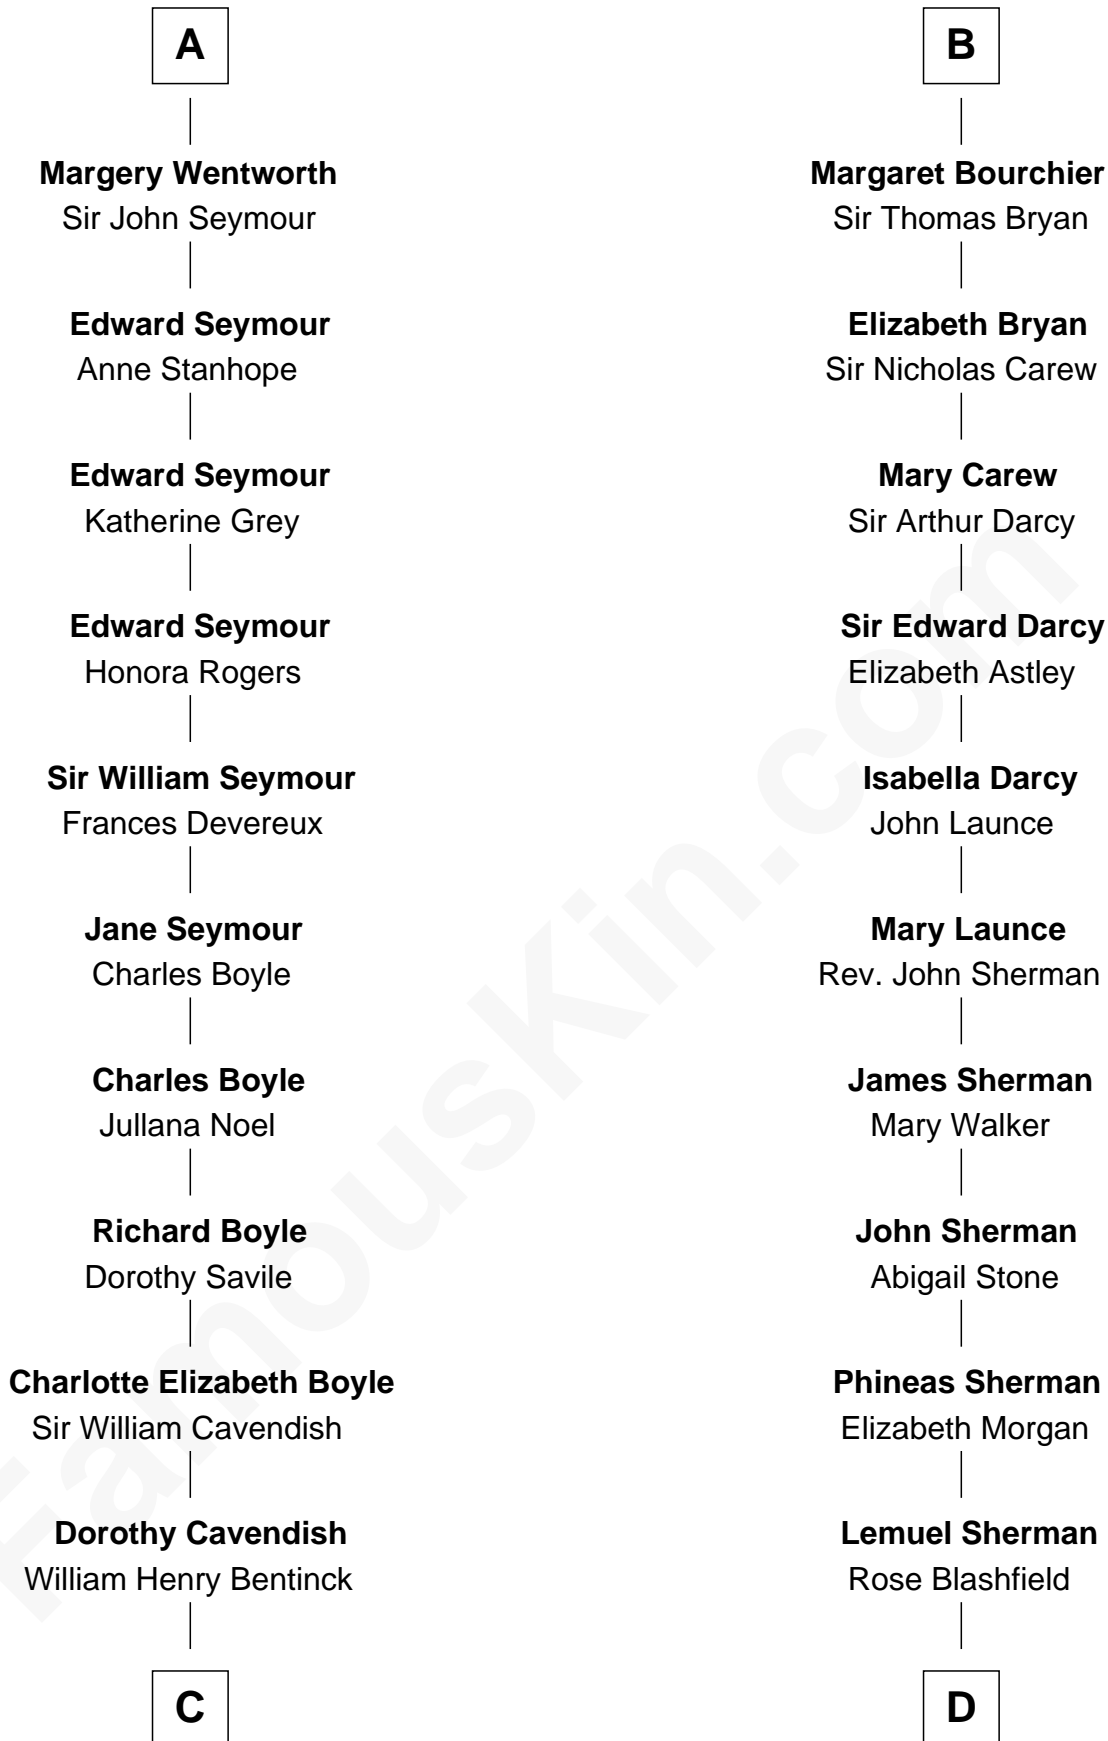 A
Margery Wentworth
Sir John Seymour
Edward Seymour
Anne Stanhope
Edward Seymour
Katherine Grey
Edward Seymour
Honora Rogers
Sir William Seymour
Frances Devereux
Jane Seymour
Charles Boyle
Charles Boyle
Jullana Noel
Richard Boyle
Dorothy Savile
Charlotte Elizabeth Boyle
Sir William Cavendish
Dorothy Cavendish
William Henry Bentinck
C
B
Margaret Bourchier
Sir Thomas Bryan
Elizabeth Bryan
Sir Nicholas Carew
Mary Carew
Sir Arthur Darcy
Sir Edward Darcy
Elizabeth Astley
Isabella Darcy
John Launce
Mary Launce
Rev. John Sherman
James Sherman
Mary Walker
John Sherman
Abigail Stone
Phineas Sherman
Elizabeth Morgan
Lemuel Sherman
Rose Blashfield
D
FamousKin.com